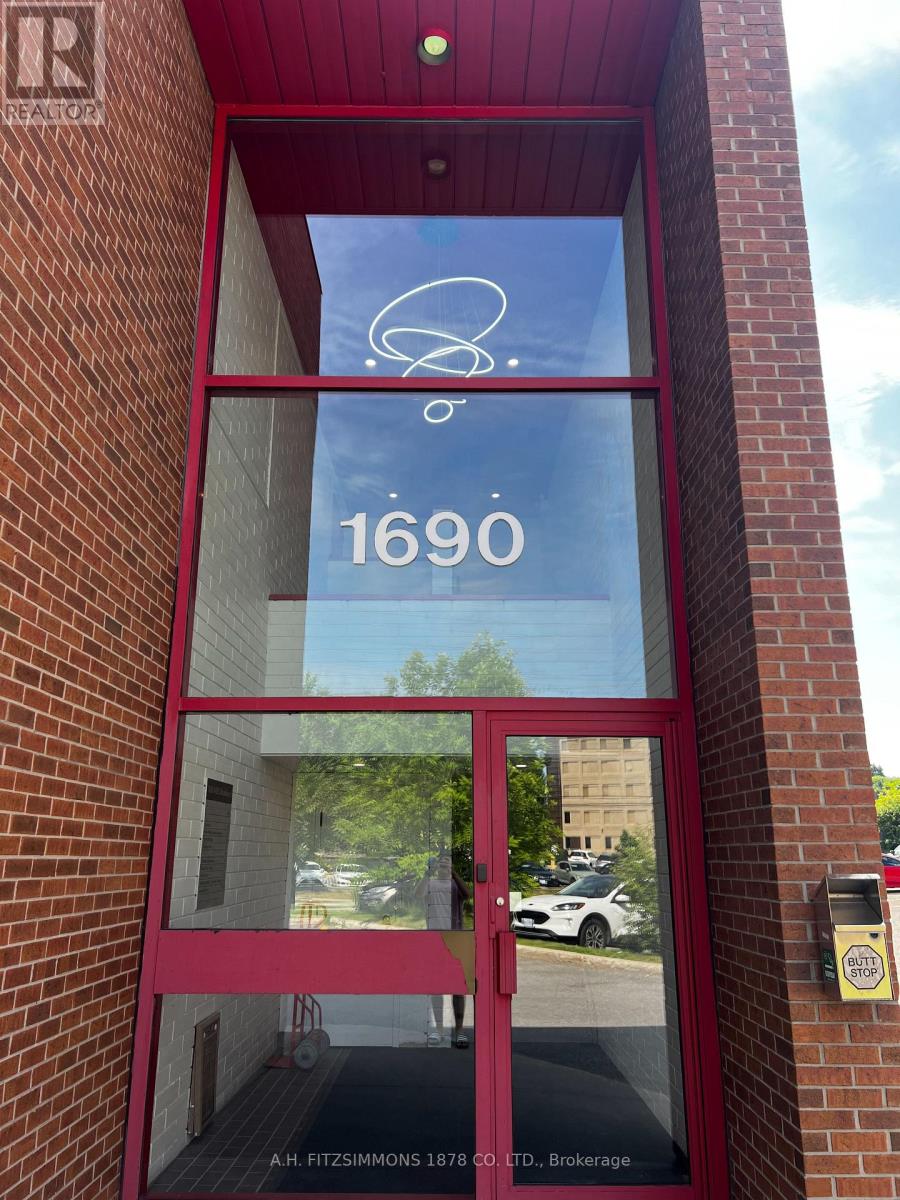 REALTOR®
1690
BUTT
STOP
A.H. FITZSIMMONS 1878 CO. LTD., Brokerage